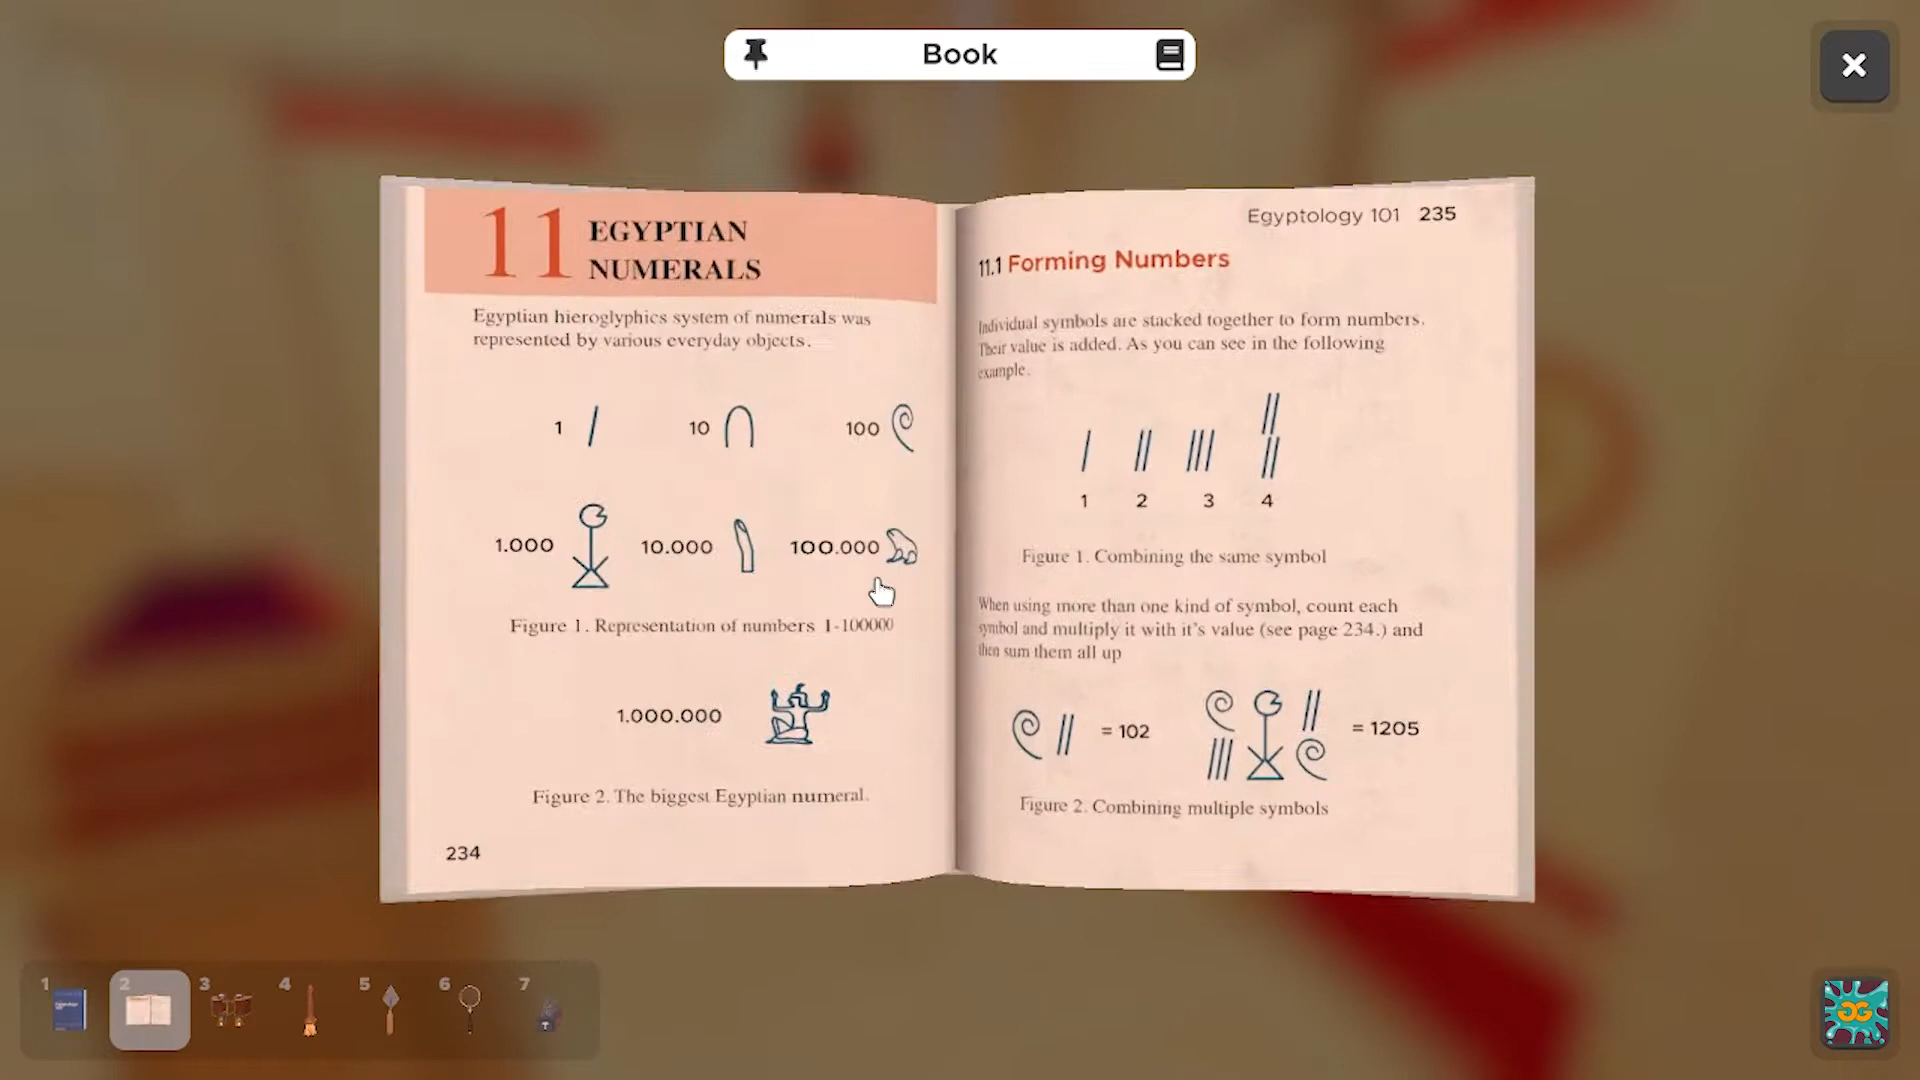 Book
11 EGYPTIAN
NUMERALS
Egyptian hieroglyphics system of numerals was
represented by various everyday objects.
1 10 100
1.000 10.000 100.000
Figure 1. Representation of numbers 1-100000
1.000.000
Figure 2. The biggest Egyptian numeral.
234
Egyptology 101 235
11.1 Forming Numbers
Individual symbols are stacked together to form numbers.
Their value is added. As you can see in the following
example.
1 2 3 4
Figure 1. Combining the same symbol
When using more than one kind of symbol, count each
symbol and multiply it with it's value (see page 234.) and
then sum them all up
= 102 = 1205
Figure 2. Combining multiple symbols
1 2 3 4 5 6 7